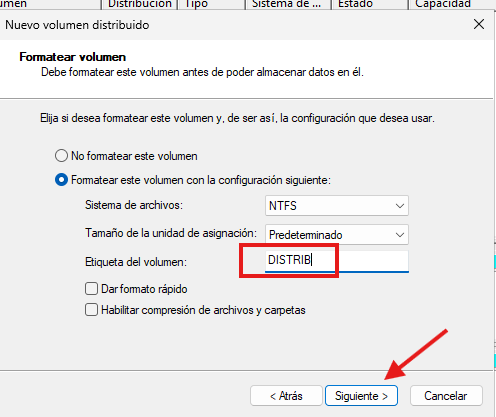 umen Distribución Tipo Sistema de ... Estado Capacidad
Nuevo volumen distribuido
Formatear volumen
Debe formatear este volumen antes de poder almacenar datos en él.
Elija si desea formatear este volumen y, de ser así, la configuración que desea usar.
No formatear este volumen
Formatear este volumen con la configuración siguiente:
Sistema de archivos: NTFS
Tamaño de la unidad de asignación: Predeterminado
Etiqueta del volumen: DISTRIB
Dar formato rápido
Habilitar compresión de archivos y carpetas
< Atrás Siguiente > Cancelar